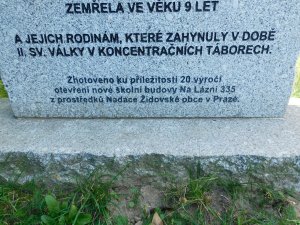 ZEMŘELA VE VĚKU 9 LET
A JEJICH RODINÁM, KTERÉ ZAHYNULY V DOBĚ
II. SV. VÁLKY V KONCENTRAČNÍCH TÁBORECH.
Zhotoveno ku příležitosti 20.vyročí
otevření nové školní budovy Na Lázni 335
z prostředků Nadace Židovské obce v Praze.